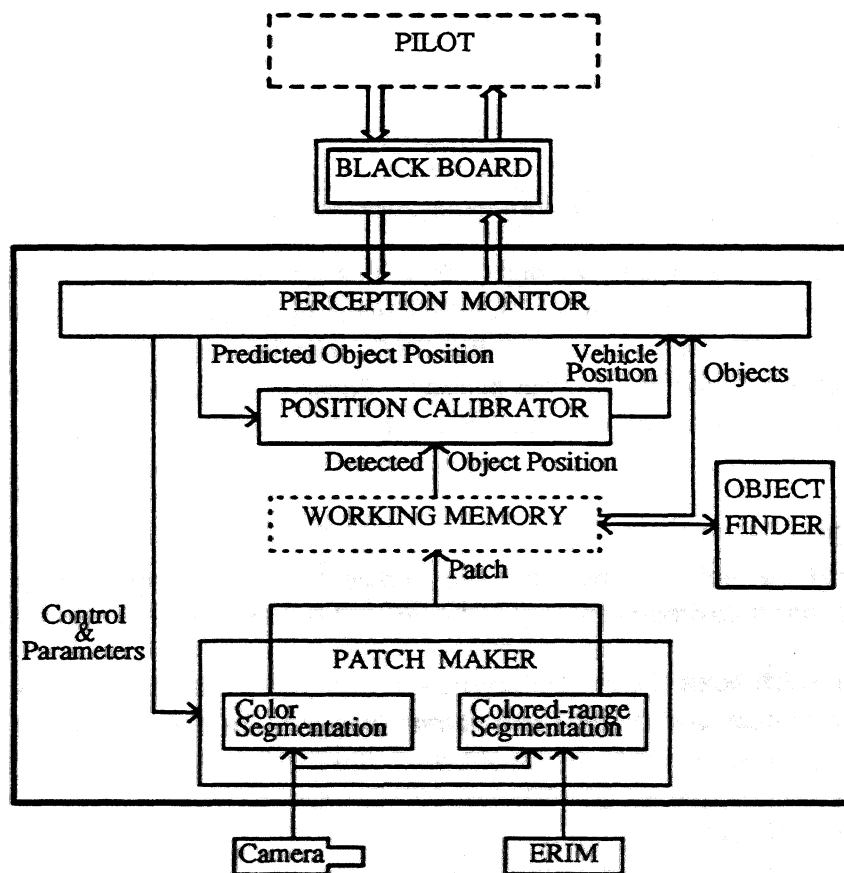 PILOT
BLACK BOARD
PERCEPTION MONITOR
Predicted Object Position
Vehicle
Position
Objects
POSITION CALIBRATOR
Detected Object Position
WORKING MEMORY
OBJECT
FINDER
Patch
Control
&
Parameters
PATCH MAKER
Color
Segmentation
Colored-range
Segmentation
Camera
ERIM